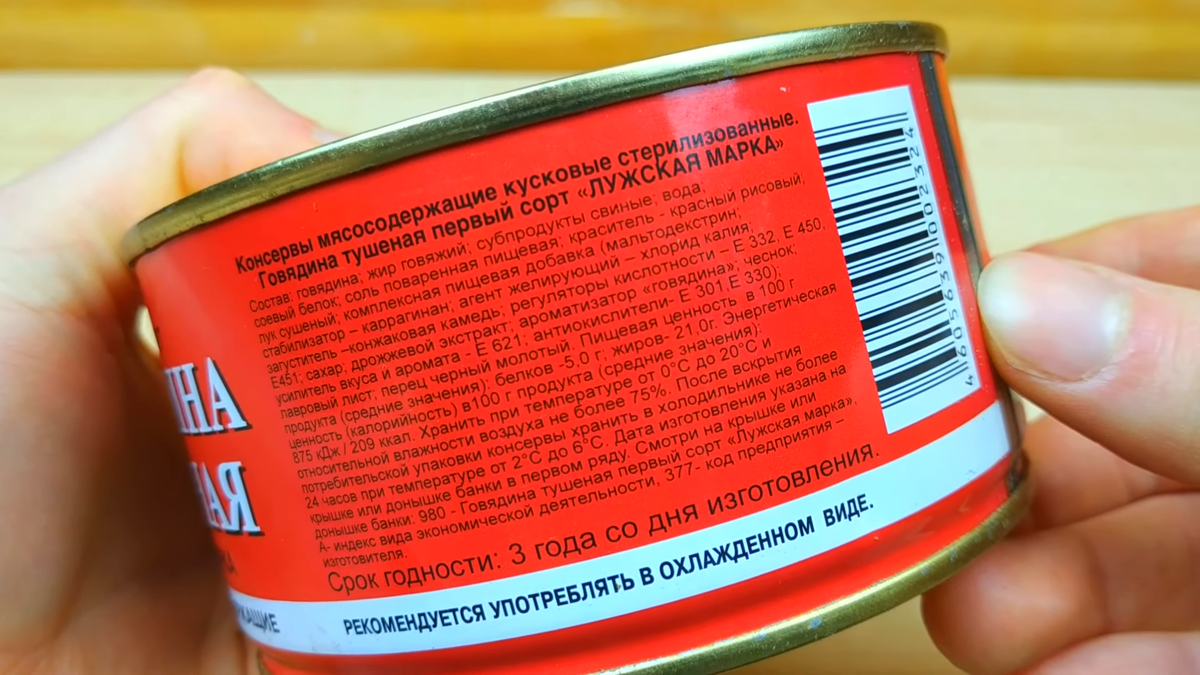 Консервы мясосодержащие кусковые стерилизованные.
Говядина тушеная первый сорт «ЛУЖСКАЯ МАРКА»
Состав: говядина; жир говяжий; субпродукты свиные; вода;
соевый белок; соль поваренная пищевая; краситель - красный рисовый,
лук сушеный; комплексная пищевая добавка (мальтодекстрин;
стабилизатор – каррагинан; агент желирующий – хлорид калия;
загуститель –конжаковая камедь; регуляторы кислотности – Е 332, Е 450,
Е451; сахар; дрожжевой экстракт; ароматизатор «говядина»; чеснок;
усилитель вкуса и аромата - Е 621; антиокислители- Е 301,Е 330);
лавровый лист; перец черный молотый. Пищевая ценность в 100 г
продукта (средние значения): белков -5.0 г; жиров- 21.0г. Энергетическая
ценность (калорийность) в100 г продукта (средние значения):
875 кДж / 209 ккал. Хранить при температуре от 0°С до 20°С и
относительной влажности воздуха не более 75%. После вскрытия
потребительской упаковки консервы хранить в холодильнике не более
24 часов при температуре от 2°С до 6°С. Дата изготовления указана на
крышке или донышке банки в первом ряду. Смотри на крышке или
донышке банки: 980 - Говядина тушеная первый сорт «Лужская марка»,
А- индекс вида экономической деятельности, 377- код предприятия –
изготовителя.
Срок годности: 3 года со дня изготовления.
РЕКОМЕНДУЕТСЯ УПОТРЕБЛЯТЬ В ОХЛАЖДЕННОМ ВИДЕ.
4 605639 002324